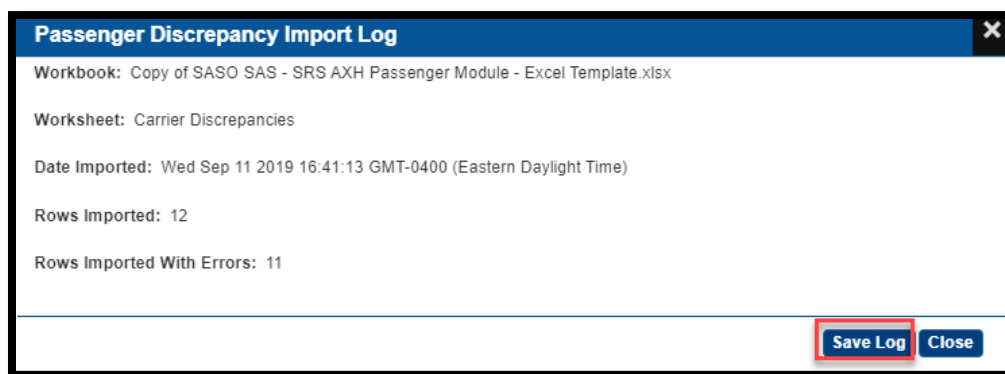 Passenger Discrepancy Import Log
Workbook: Copy of SASO SAS - SRS AXH Passenger Module - Excel Template.xlsx
Worksheet: Carrier Discrepancies
Date Imported: Wed Sep 11 2019 16:41:13 GMT-0400 (Eastern Daylight Time)
Rows Imported: 12
Rows Imported With Errors: 11
Save Log Close